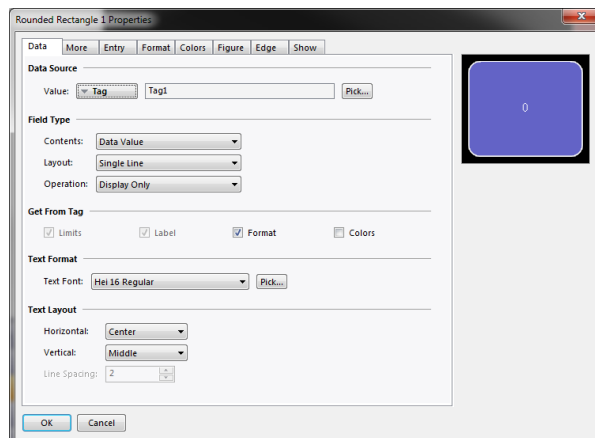 Rounded Rectangle 1 Properties
Data More Entry Format Colors Figure Edge Show
Data Source
Value: Tag Tag1 Pick...
0
Field Type
Contents: Data Value
Layout: Single Line
Operation: Display Only
Get From Tag
Limits Label Format Colors
Text Format
Text Font: Hei 16 Regular Pick...
Text Layout
Horizontal: Center
Vertical: Middle
Line Spacing: 2
OK Cancel